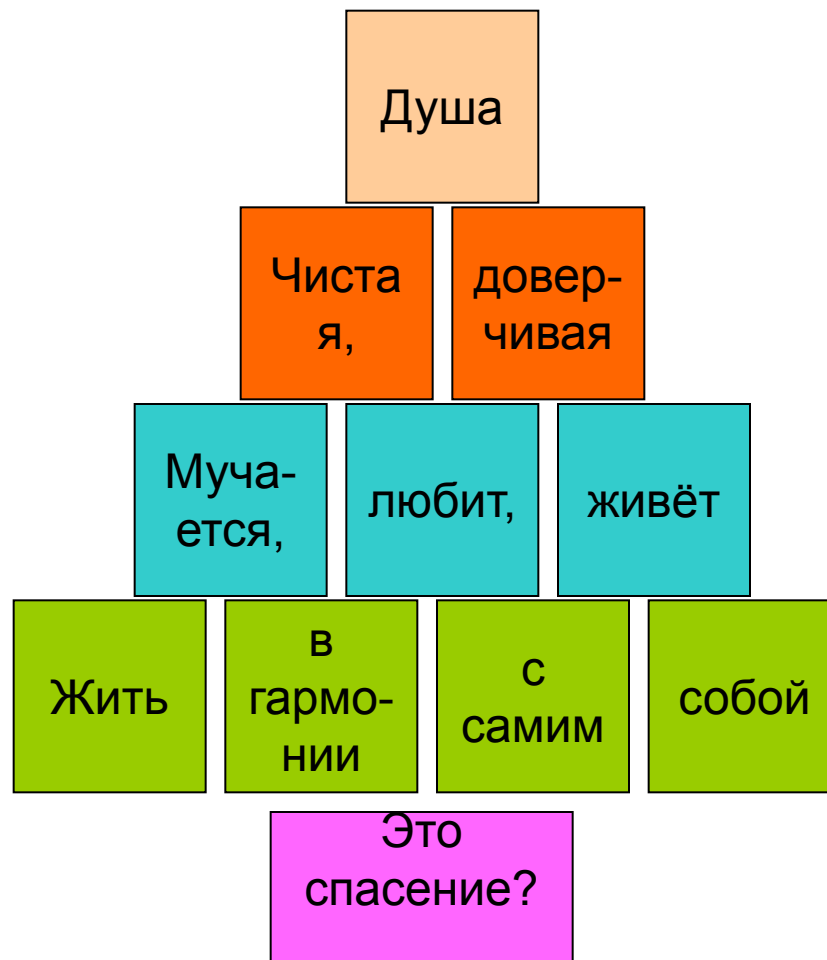 Душа
Чиста
я,
довер-
чивая
Муча-
ется,
любит,
живёт
Жить
в
гармо-
нии
с
самим
собой
Это
спасение?